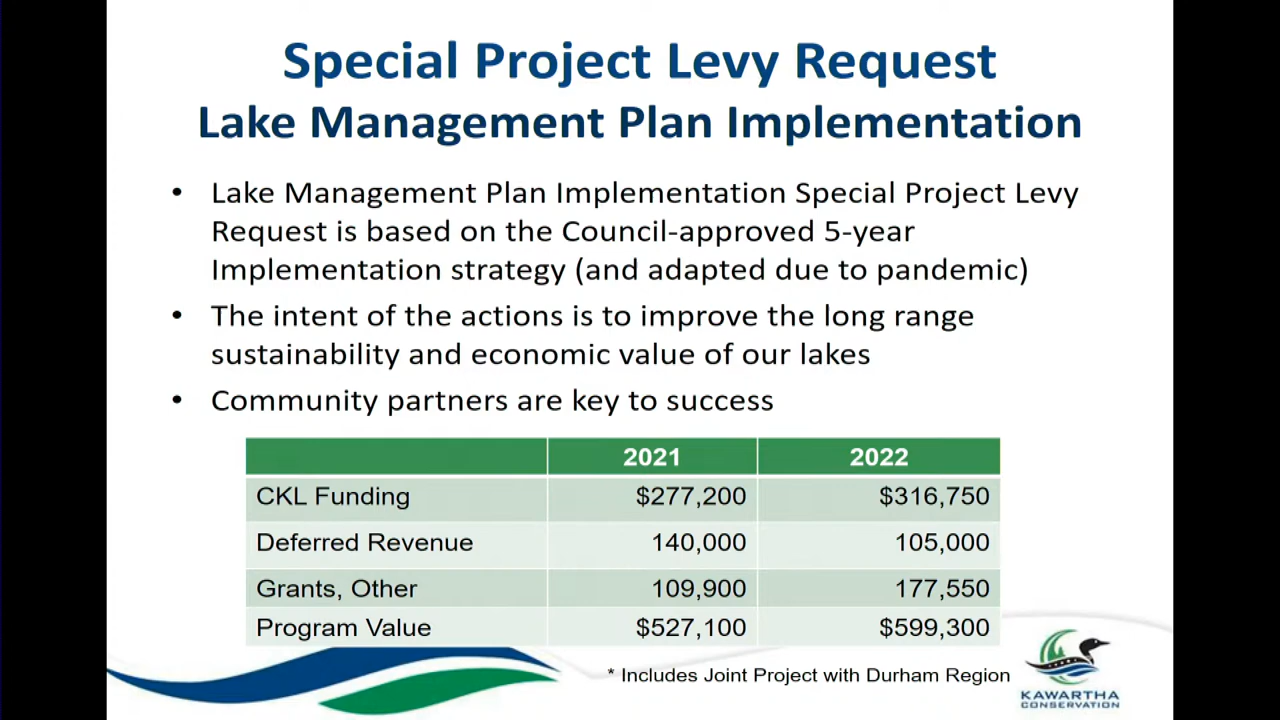 Special Project Levy Request
Lake Management Plan Implementation
• Lake Management Plan Implementation Special Project Levy
Request is based on the Council-approved 5-year
Implementation strategy (and adapted due to pandemic)
• The intent of the actions is to improve the long range
sustainability and economic value of our lakes
• Community partners are key to success
2021 2022
CKL Funding $277,200 $316,750
Deferred Revenue 140,000 105,000
Grants, Other 109,900 177,550
Program Value $527,100 $599,300
* Includes Joint Project with Durham Region
KAWARTHA
CONSERVATION